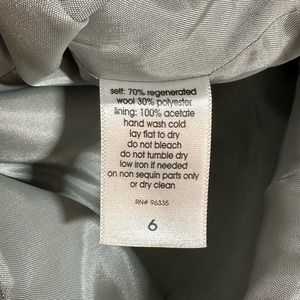 self: 70% regenerated
wool 30% polyester
lining: 100% acetate
hand wash cold
lay flat to dry
do not bleach
do not tumble dry
low iron if needed
on non sequin parts only
or dry clean
RN# 96335
6